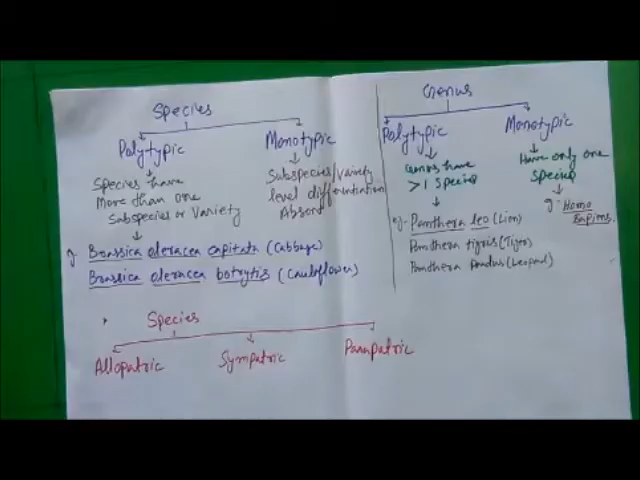 Species
Polytypic
Monotypic
Species have
More than one
Subspecies or Variety
Subspecies/Variety
level differentiation
Absent
eg. Brassica oleracea capitata (Cabbage)
Brassica oleracea botrytis (Cauliflower)
Genus
Polytypic
Monotypic
Genus have
>1 Species
Have only one
Species
eg- Panthera leo (Lion)
Panthera tigris (Tiger)
Panthera Pardus (Leopard)
eg- Homo
Sapiens.
Species
Allopatric
Sympatric
Parapatric